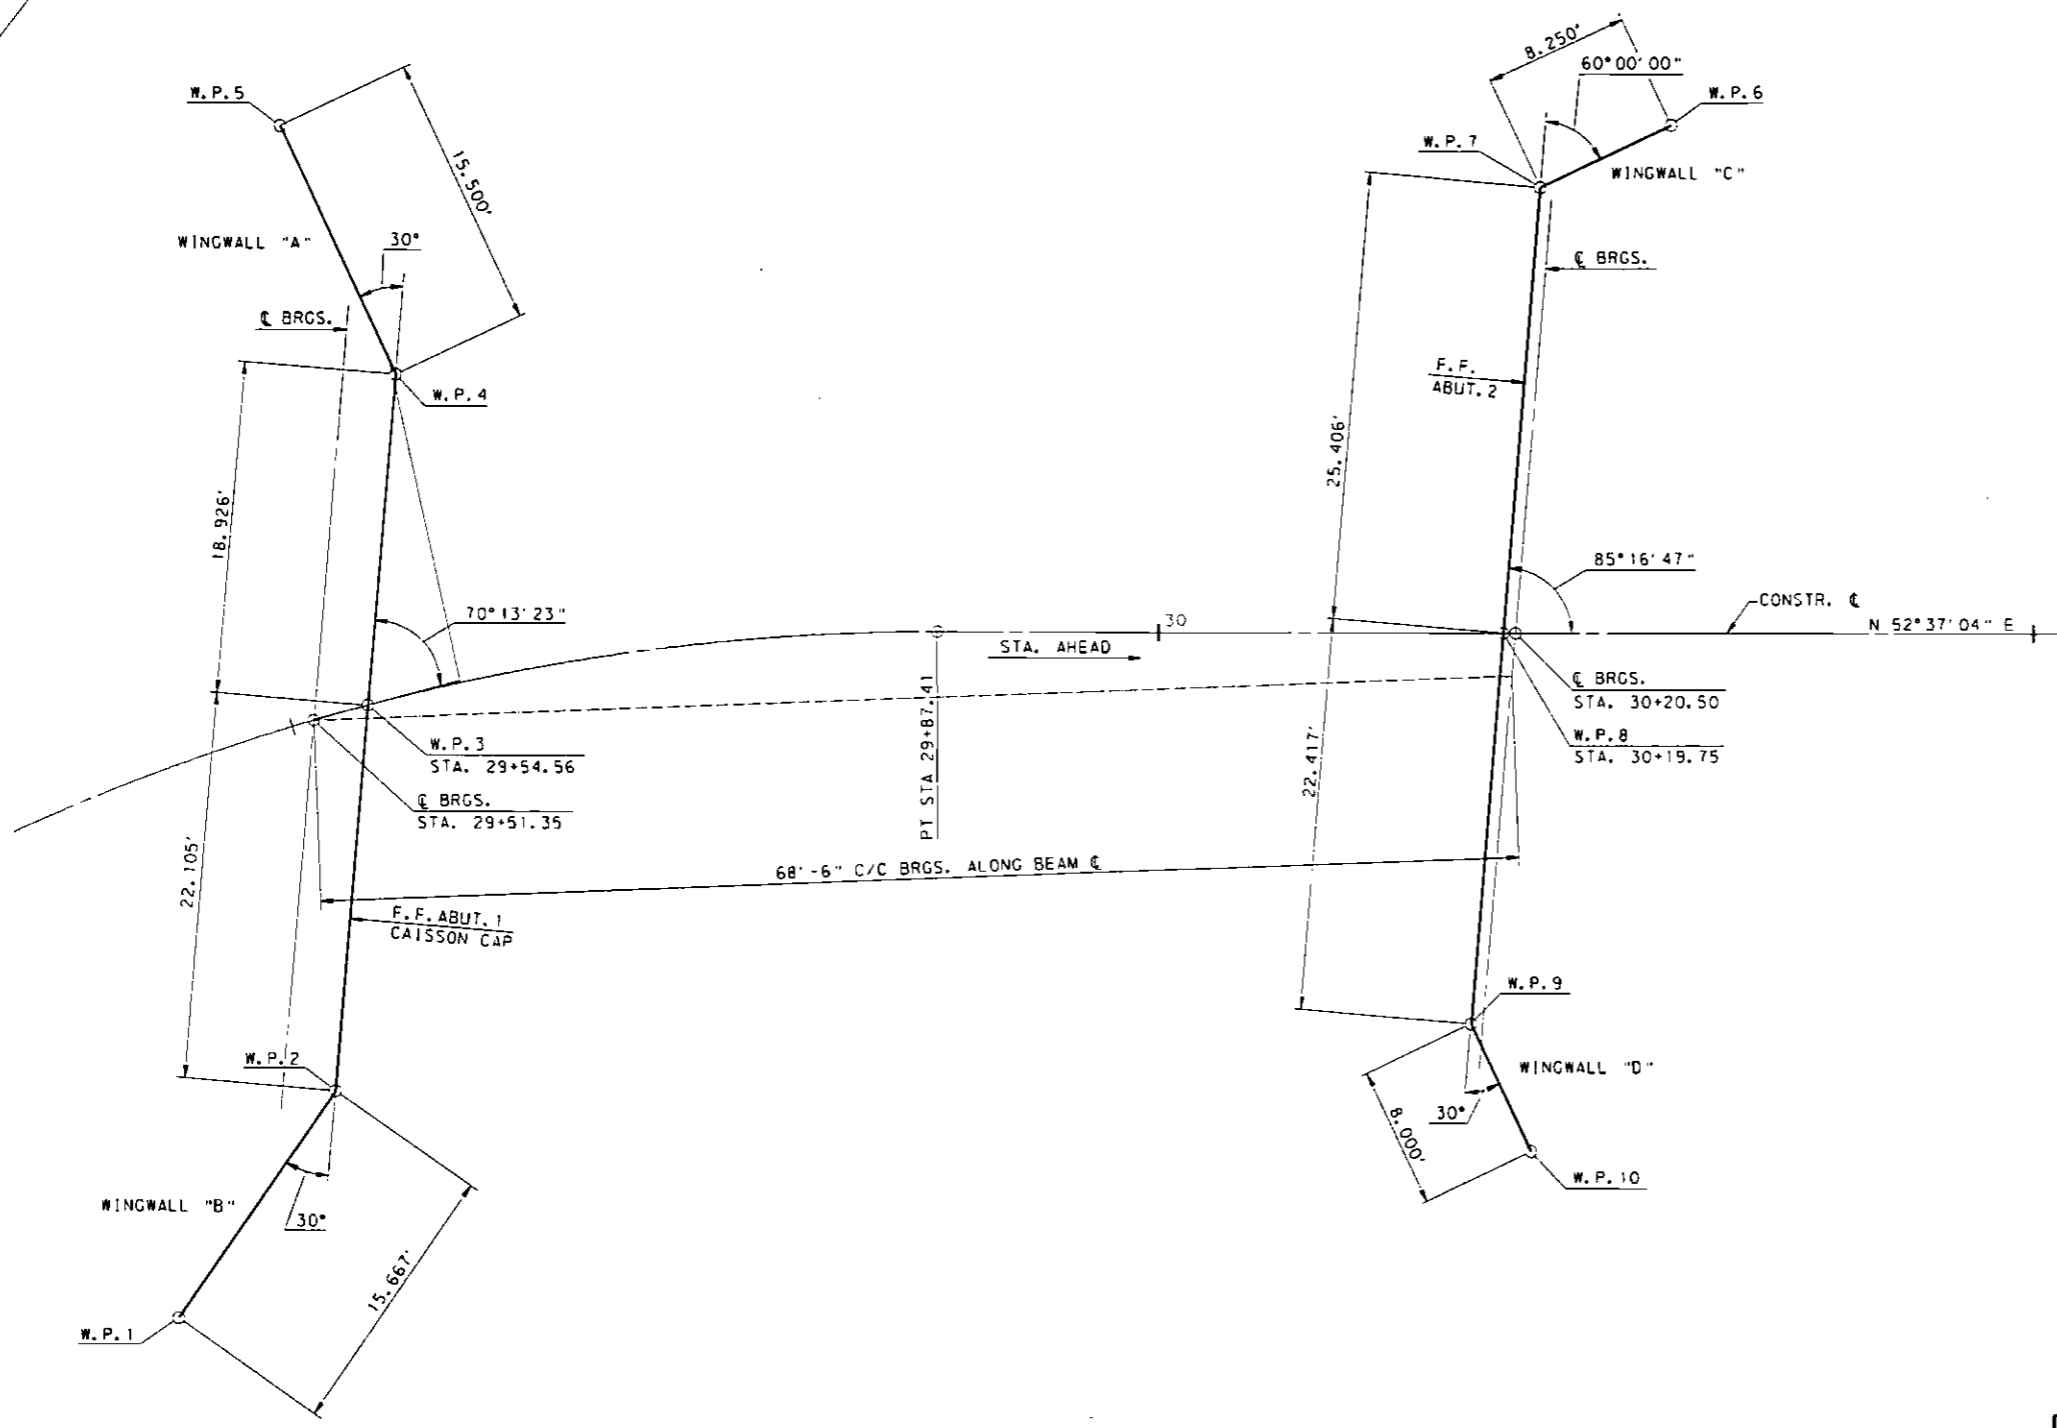 8.250'
60°00'00"
W.P.5
W.P.6
W.P.7
15.500'
WINGWALL "C"
WINGWALL "A"
30°
℄ BRGS.
℄ BRGS.
F.F.
ABUT.2
W.P.4
25.406'
18.926'
85°16'47"
70°13'23"
CONSTR. ℄
30
N 52°37'04" E
STA. AHEAD
℄ BRGS.
STA. 30+20.50
PT STA 29+87.41
W.P.3
STA. 29+54.56
W.P.8
STA. 30+19.75
22.417'
℄ BRGS.
STA. 29+51.35
22.105'
68'-6" C/C BRGS. ALONG BEAM ℄
F.F. ABUT.1
CAISSON CAP
W.P.9
W.P.2
WINGWALL "D"
30°
8.000'
W.P.10
WINGWALL "B"
30°
15.667'
W.P.1